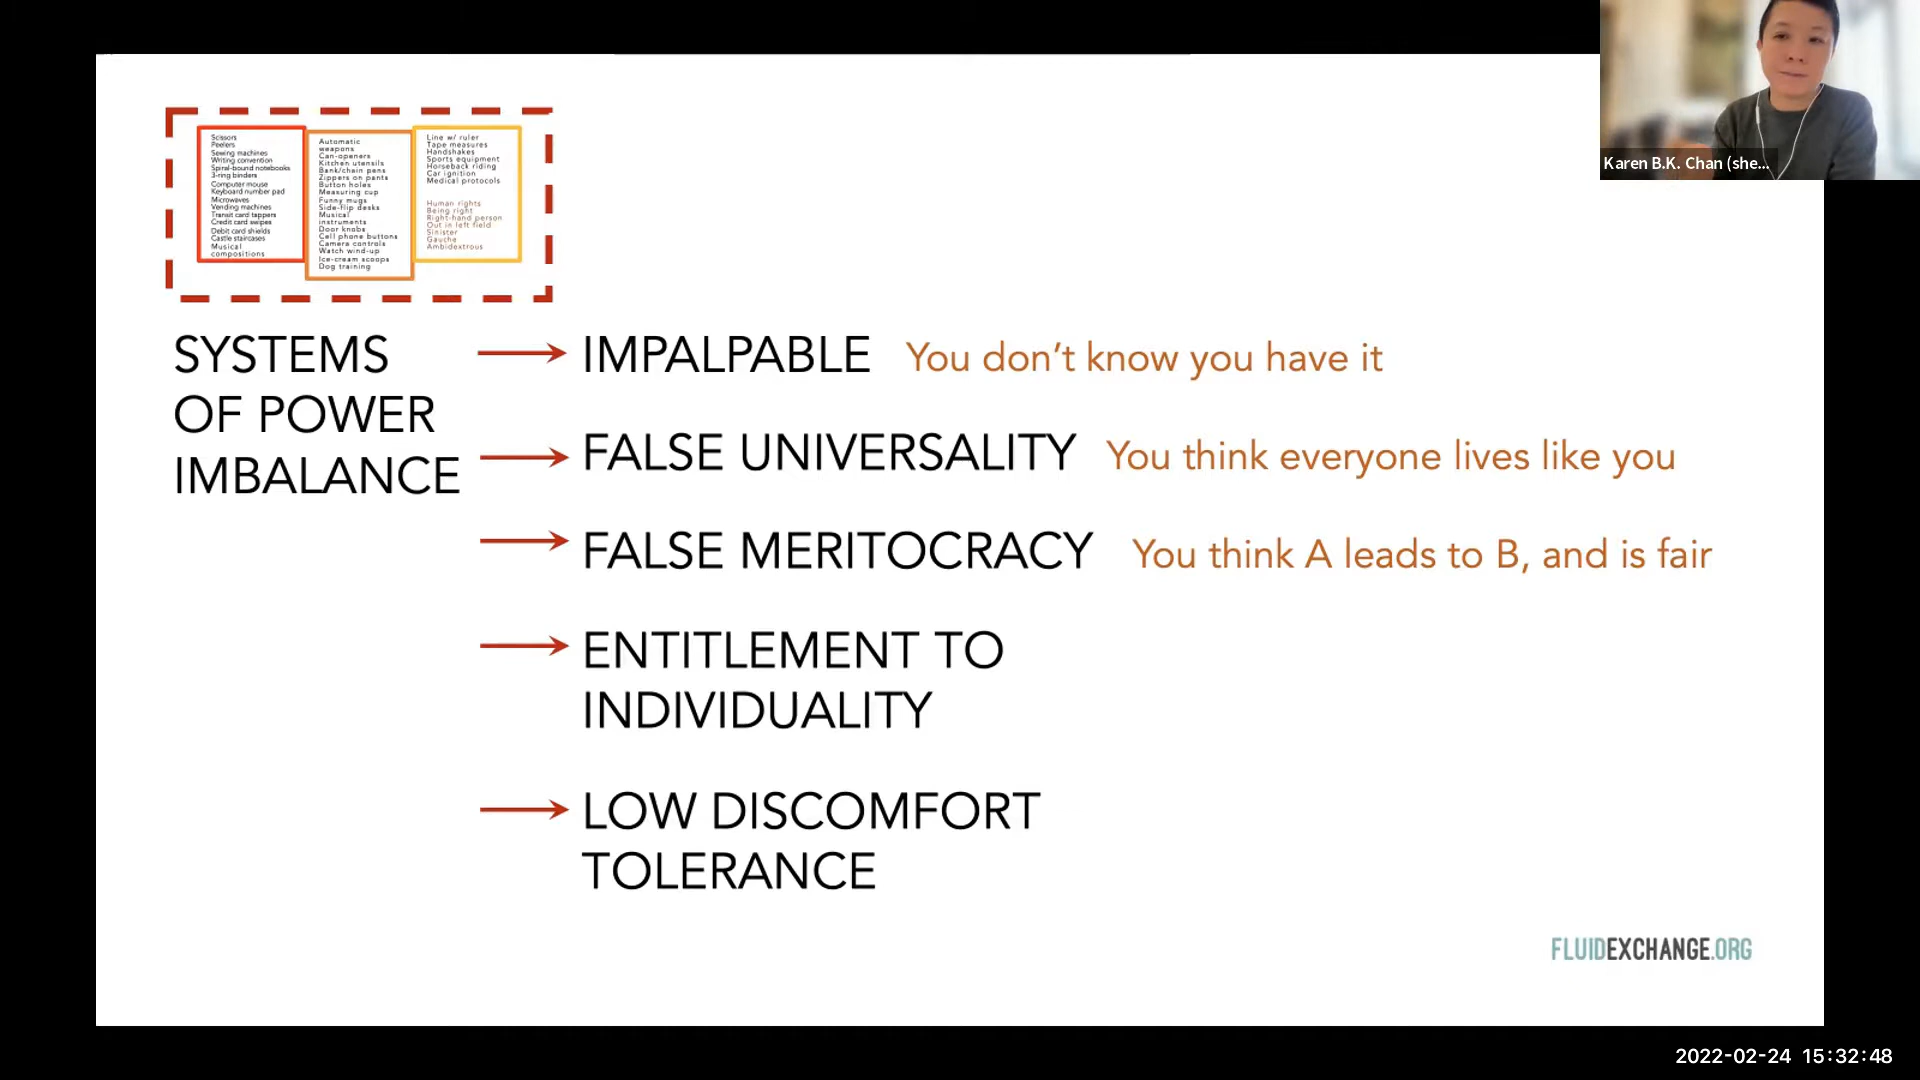 Scissors
Peelers
Sewing machines
Writing convention
Spiral-bound notebooks
3-ring binders
Computer mouse
Keyboard number pad
Microwaves
Vending machines
Transit card tappers
Credit card swipes
Debit card shields
Castle staircases
Musical
compositions
Automatic
weapons
Can-openers
Kitchen utensils
Bank/chain pens
Zippers on pants
Button holes
Measuring cup
Funny mugs
Side-flip desks
Musical
instruments
Door knobs
Cell phone buttons
Camera controls
Watch wind-up
Ice-cream scoops
Dog training
Line w/ ruler
Tape measures
Handshakes
Sports equipment
Horseback riding
Car ignition
Medical protocols
Human rights
Being right
Right-hand person
Out in left field
Sinister
Gauche
Ambidextrous
Karen B.K. Chan (she...
SYSTEMS
OF POWER
IMBALANCE
IMPALPABLE You don’t know you have it
FALSE UNIVERSALITY You think everyone lives like you
FALSE MERITOCRACY You think A leads to B, and is fair
ENTITLEMENT TO
INDIVIDUALITY
LOW DISCOMFORT
TOLERANCE
FLUIDEXCHANGE.ORG
2022-02-24 15:32:48